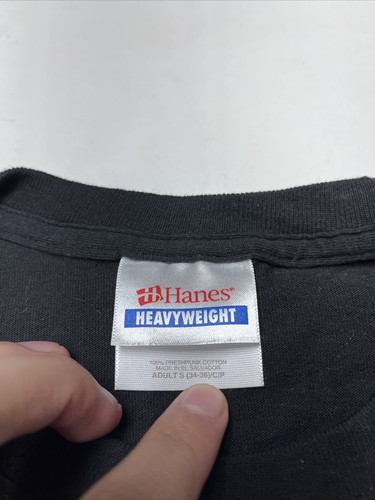 Hanes®
HEAVYWEIGHT
100% PRESHRUNK COTTON
MADE IN EL SALVADOR
ADULT S (34-36)/C/P